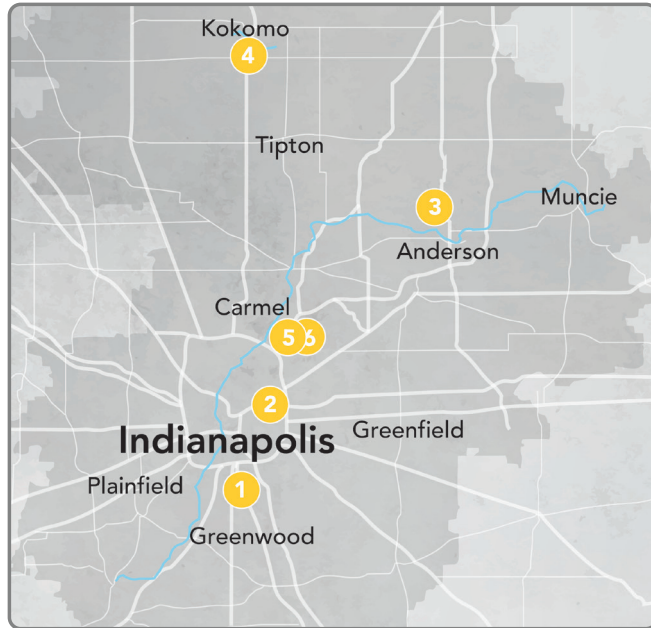 Kokomo
4
Tipton
3
Muncie
Anderson
Carmel
5 6
2
Indianapolis
Greenfield
Plainfield
1
Greenwood